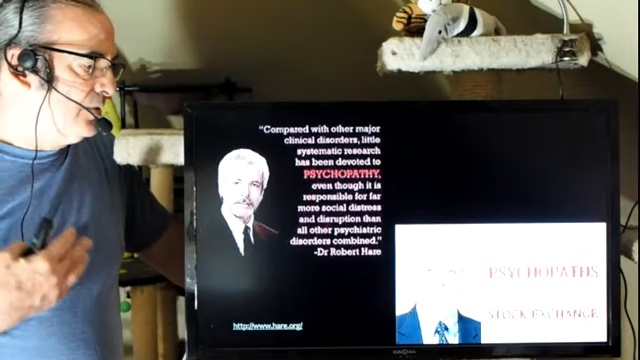 "Compared with other major
clinical disorders, little
systematic research
has been devoted to
PSYCHOPATHY,
even though it is
responsible for far
more social distress
and disruption than
all other psychiatric
disorders combined."
-Dr Robert Hare
http://www.hare.org/
PSYCHOPATHS
STOCK EXCHANGE
INSIGNIA